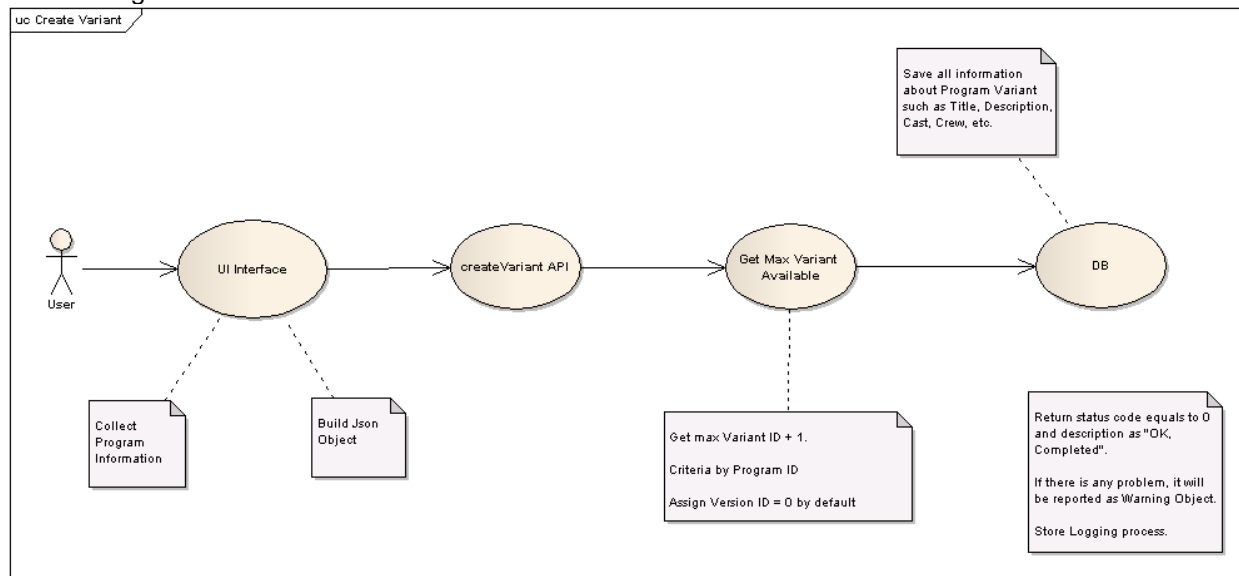 uc Create Variant
Save all information
about Program Variant
such as Title, Description,
Cast, Crew, etc.
UI Interface
createVariant API
Get Max Variant
Available
DB
User
Collect
Program
Information
Build Json
Object
Get max Variant ID + 1.
Criteria by Program ID
Assign Version ID = 0 by default
Return status code equals to 0
and description as "OK,
Completed".
If there is any problem, it will
be reported as Warning Object.
Store Logging process.